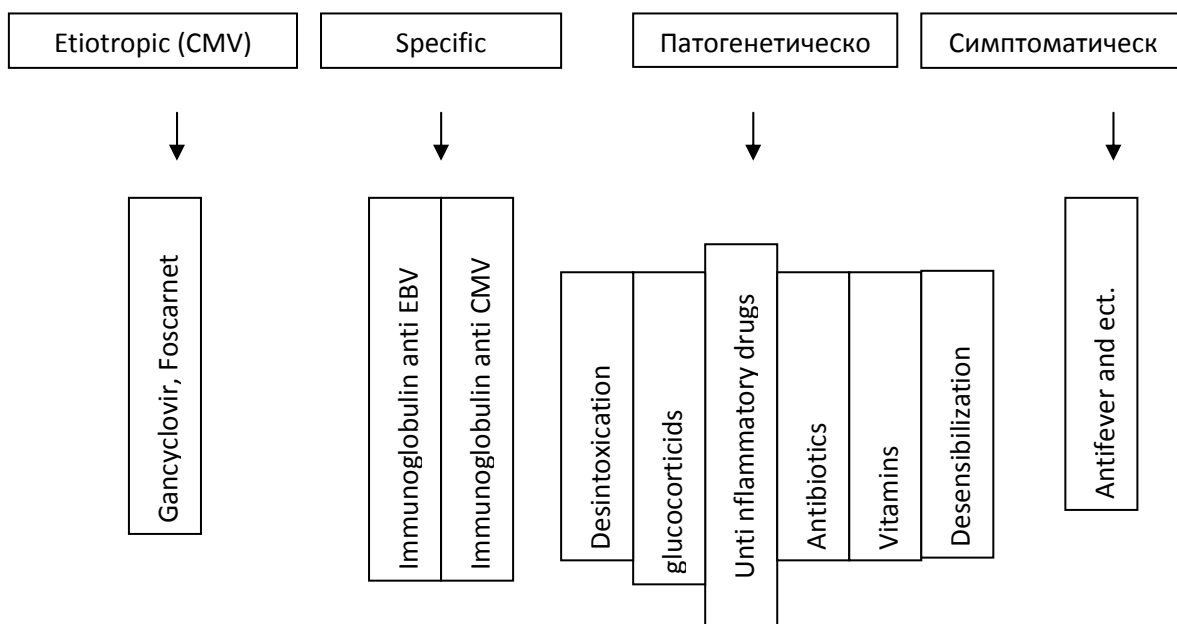 Etiotropic (CMV)
Specific
Патогенетическо
Симптоматическ
Gancyclovir, Foscarnet
Immunoglobulin anti EBV
Immunoglobulin anti CMV
Desintoxication
glucocorticids
Unti nflammatory drugs
Antibiotics
Vitamins
Desensibilization
Antifever and ect.